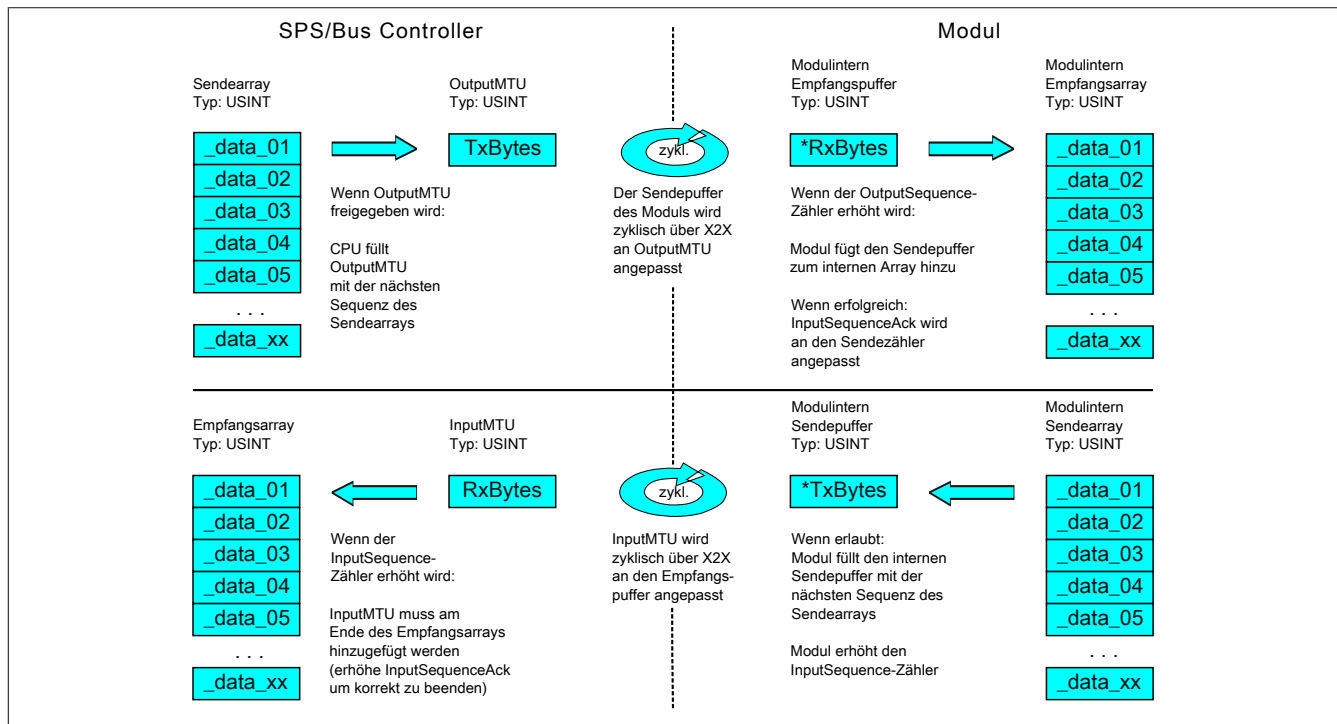 SPS/Bus Controller
Modul
Sendearray
Typ: USINT
OutputMTU
Typ: USINT
Modulintern
Empfangspuffer
Typ: USINT
Modulintern
Empfangsarray
Typ: USINT
_data_01
_data_02
_data_03
_data_04
_data_05
. . .
_data_xx
TxBytes
Wenn OutputMTU
freigegeben wird:
CPU füllt
OutputMTU
mit der nächsten
Sequenz des
Sendearrays
zykl.
Der Sendepuffer
des Moduls wird
zyklisch über X2X
an OutputMTU
angepasst
*RxBytes
Wenn der OutputSequence-
Zähler erhöht wird:
Modul fügt den Sendepuffer
zum internen Array hinzu
Wenn erfolgreich:
InputSequenceAck wird
an den Sendezähler
angepasst
_data_01
_data_02
_data_03
_data_04
_data_05
. . .
_data_xx
Empfangsarray
Typ: USINT
InputMTU
Typ: USINT
Modulintern
Sendepuffer
Typ: USINT
Modulintern
Sendearray
Typ: USINT
_data_01
_data_02
_data_03
_data_04
_data_05
. . .
_data_xx
RxBytes
Wenn der
InputSequence-
Zähler erhöht wird:
InputMTU muss am
Ende des Empfangsarrays
hinzugefügt werden
(erhöhe InputSequenceAck
um korrekt zu beenden)
zykl.
InputMTU wird
zyklisch über X2X
an den Empfangs-
puffer angepasst
*TxBytes
Wenn erlaubt:
Modul füllt den internen
Sendepuffer mit der
nächsten Sequenz des
Sendearrays
Modul erhöht den
InputSequence-Zähler
_data_01
_data_02
_data_03
_data_04
_data_05
. . .
_data_xx